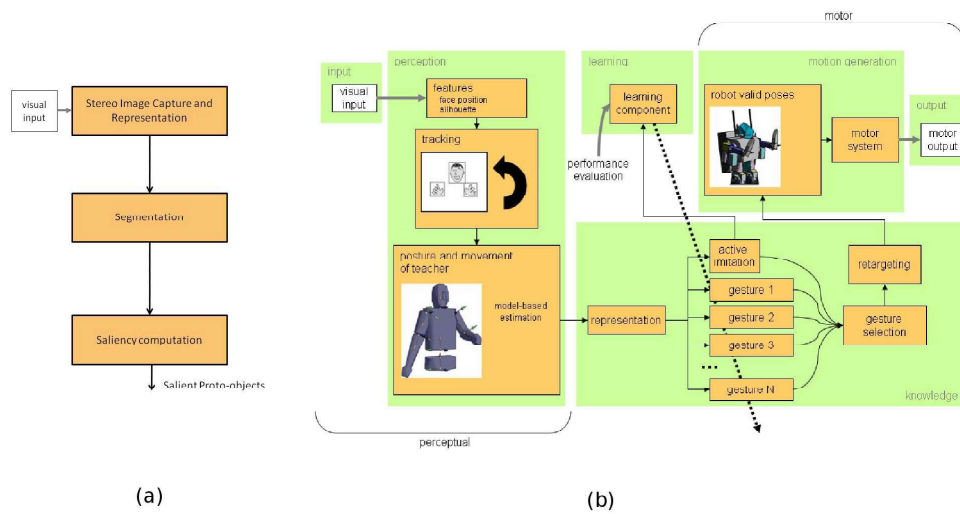 visual
input
Stereo Image Capture and
Representation
Segmentation
Saliency computation
Salient Proto-objects
(a)
motor
input
visual
input
perception
features
face position
silhouette
tracking
posture and movement
of teacher
model-based
estimation
perceptual
learning
learning
component
performance
evaluation
motion generation
robot valid poses
motor
system
output
motor
output
representation
active
imitation
gesture 1
gesture 2
gesture 3
...
gesture N
retargeting
gesture
selection
knowledge
(b)